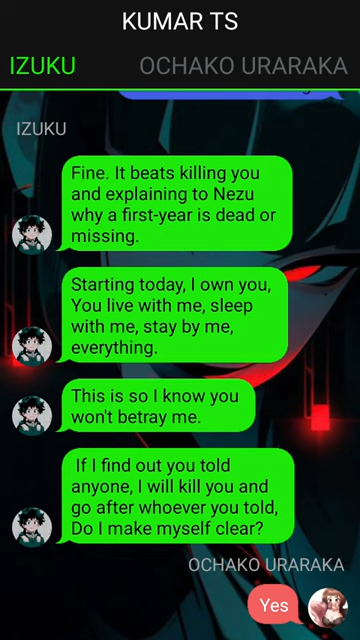 KUMAR TS
IZUKU
OCHAKO URARAKA
IZUKU
Fine. It beats killing you
and explaining to Nezu
why a first-year is dead or
missing.
Starting today, I own you,
You live with me, sleep
with me, stay by me,
everything.
This is so I know you
won't betray me.
If I find out you told
anyone, I will kill you and
go after whoever you told,
Do I make myself clear?
OCHAKO URARAKA
Yes